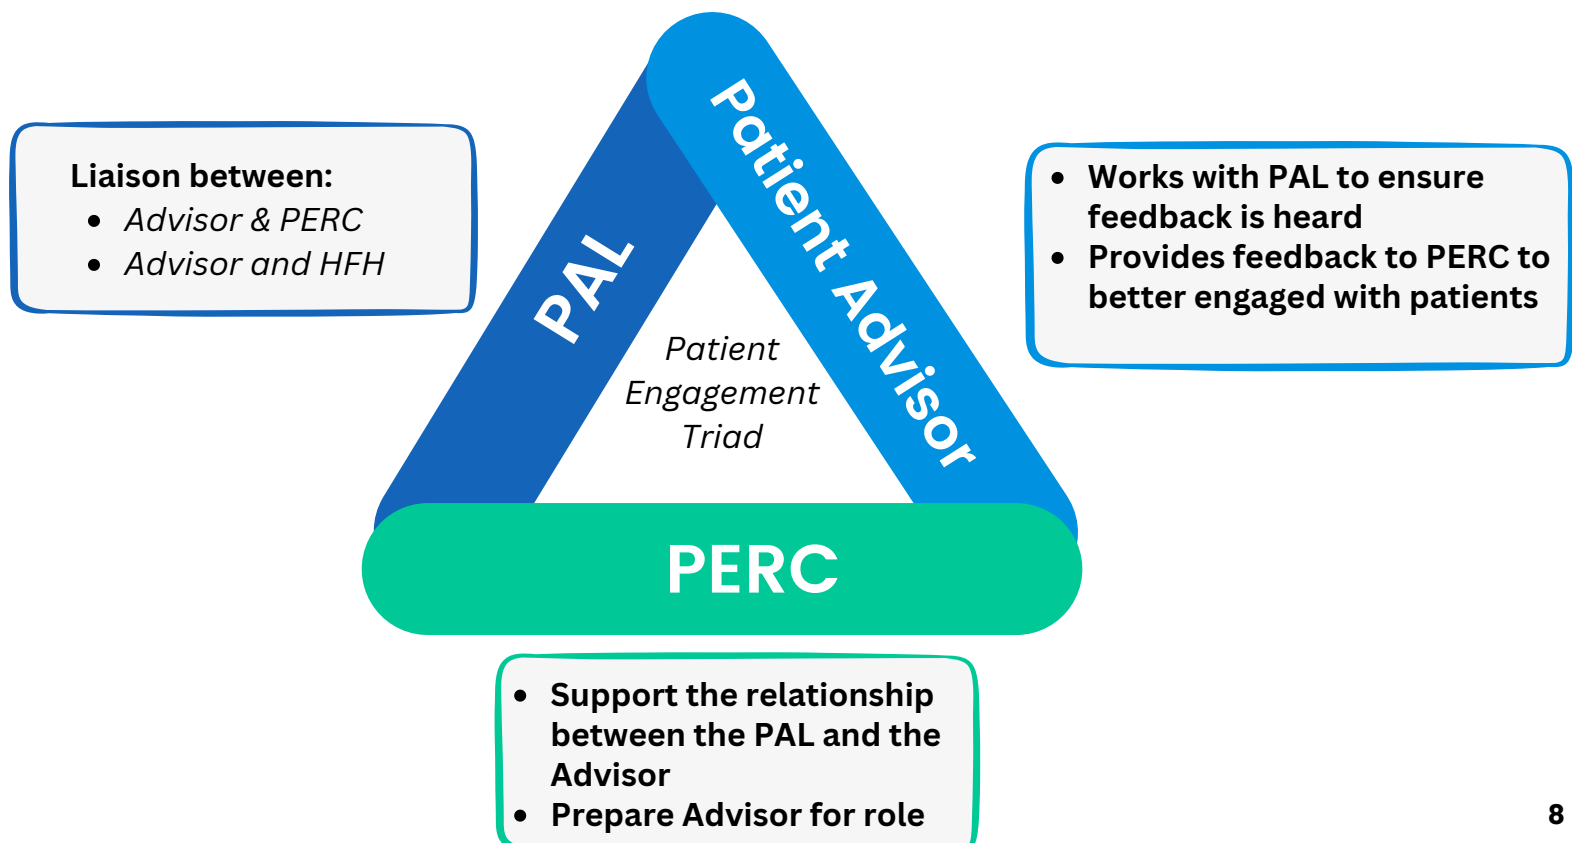 Liaison between:
• Advisor & PERC
• Advisor and HFH
PAL
Patient Advisor
• Works with PAL to ensure
feedback is heard
• Provides feedback to PERC to
better engaged with patients
Patient
Engagement
Triad
PERC
• Support the relationship
between the PAL and the
Advisor
• Prepare Advisor for role
8